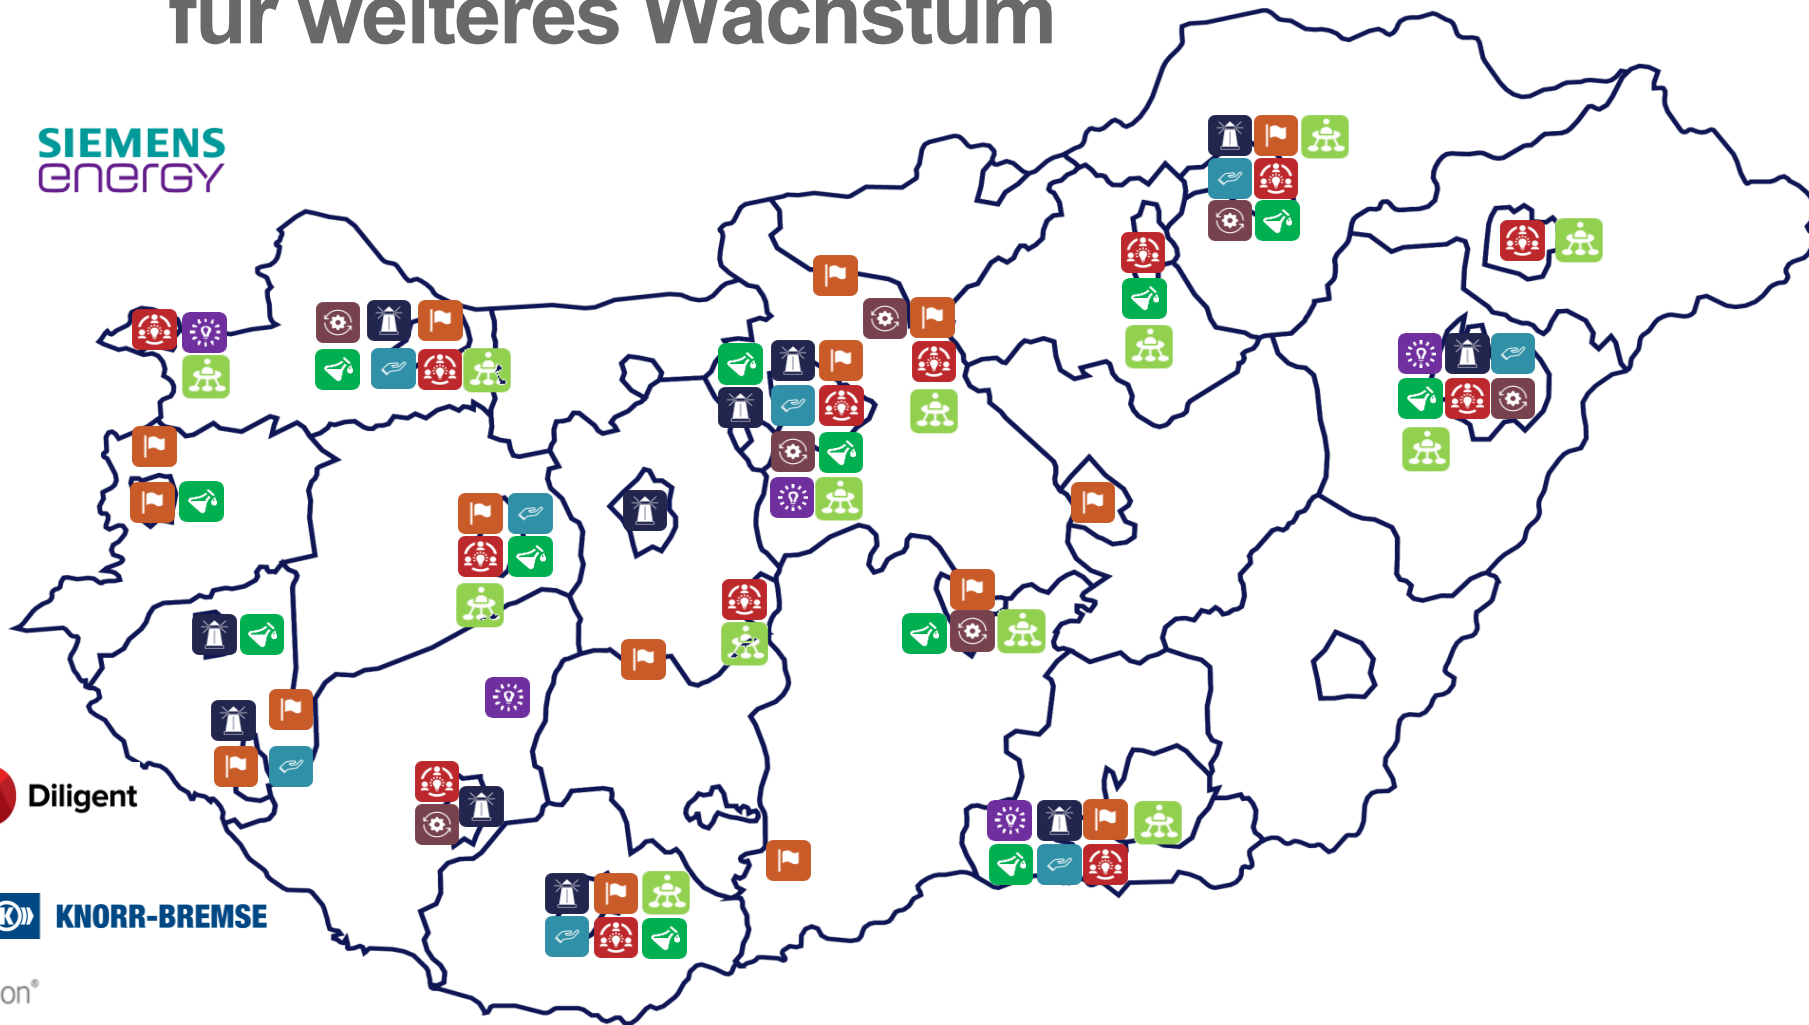 für weiteres Wachstum
SIEMENS
energy
Diligent
KNORR-BREMSE
on®